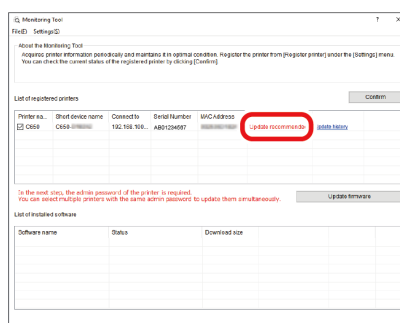 Monitoring Tool
? X
File(F) Settings(S)
About the Monitoring Tool
Acquires printer information periodically and maintains it in optimal condition. Register the printer from [Register printer] under the [Settings] menu.
You can check the current status of the registered printer by clicking [Confirm].
List of registered printers
Confirm
Printer na... Short device name Connect to Serial Number MAC Address
C650 C650- 192.168.100... AB01234567 Update recommended update history
To the next step, the admin password of the printer is required.
You can select multiple printers with the same admin password to update them simultaneously.
Update firmware
List of installed software
Software name Status Download size